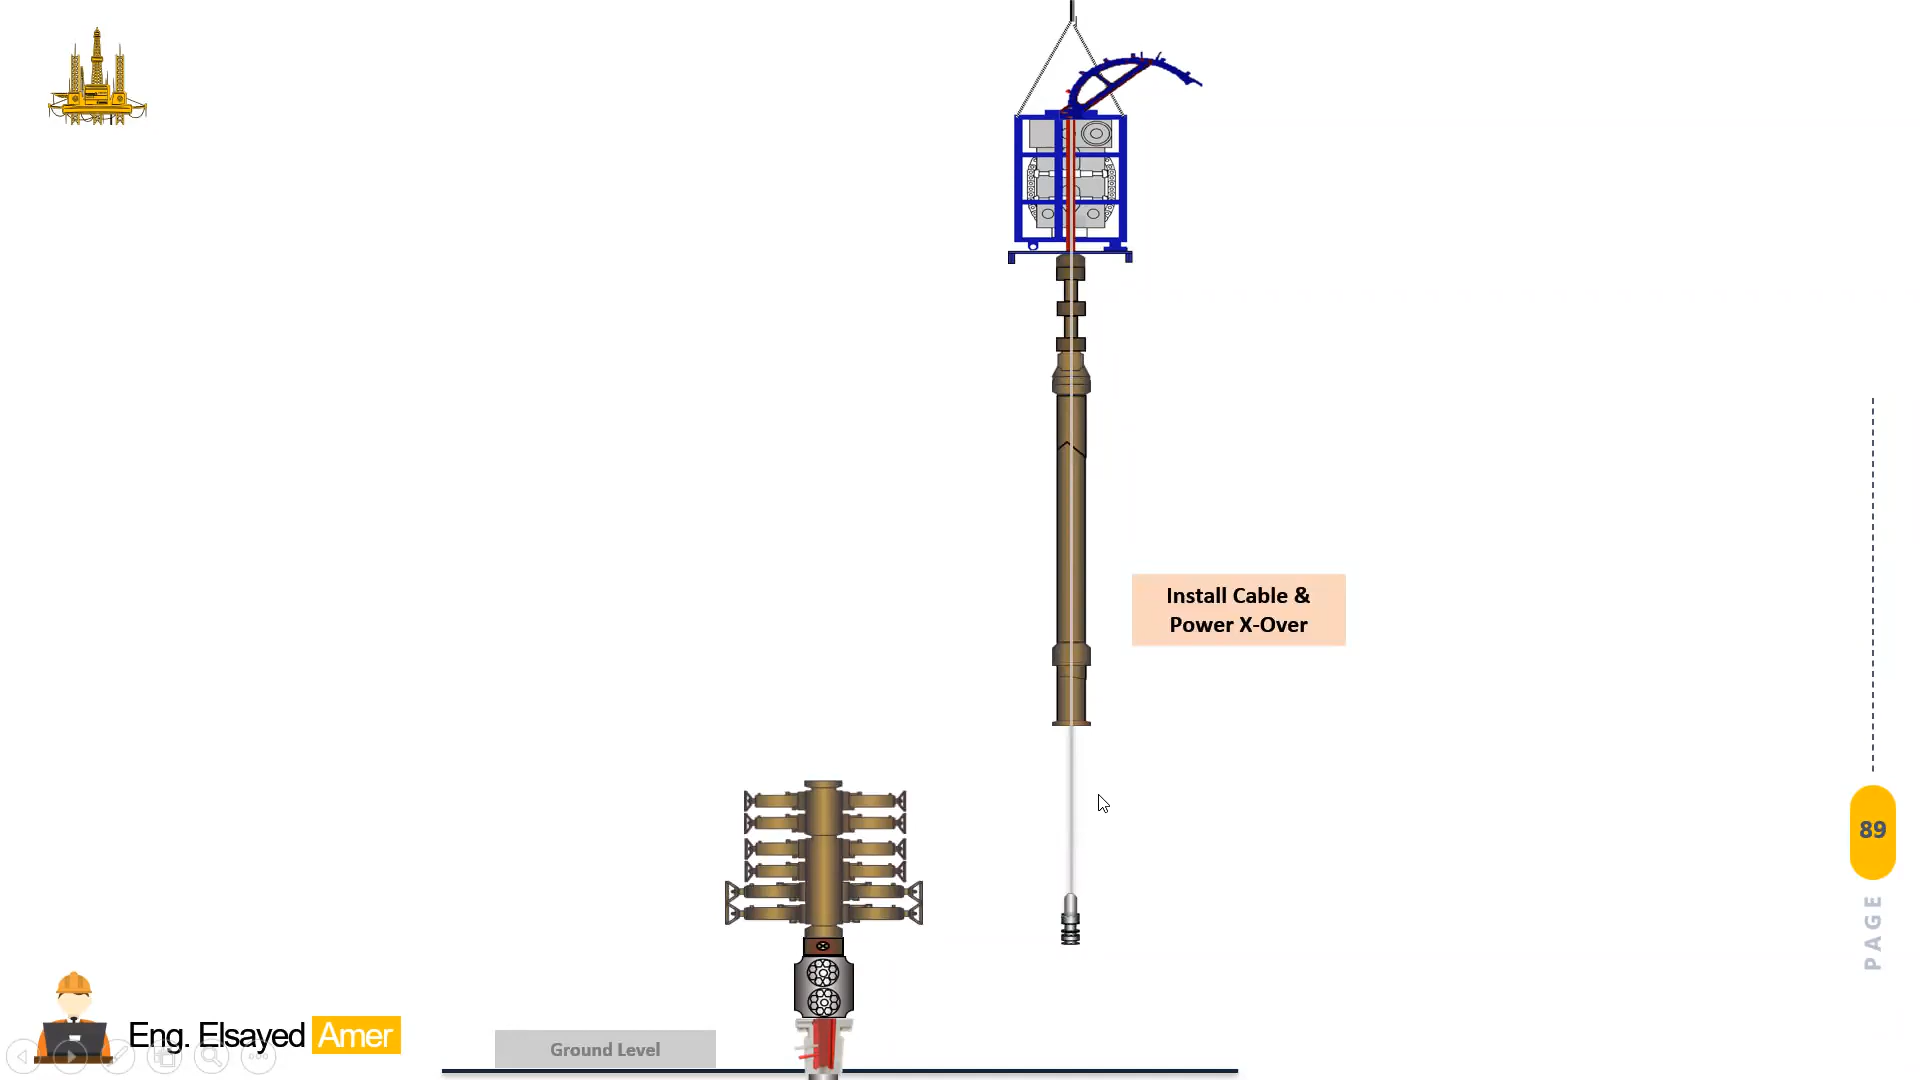 Install Cable &
Power X-Over
89
PAGE
Eng. Elsayed Amer
Ground Level